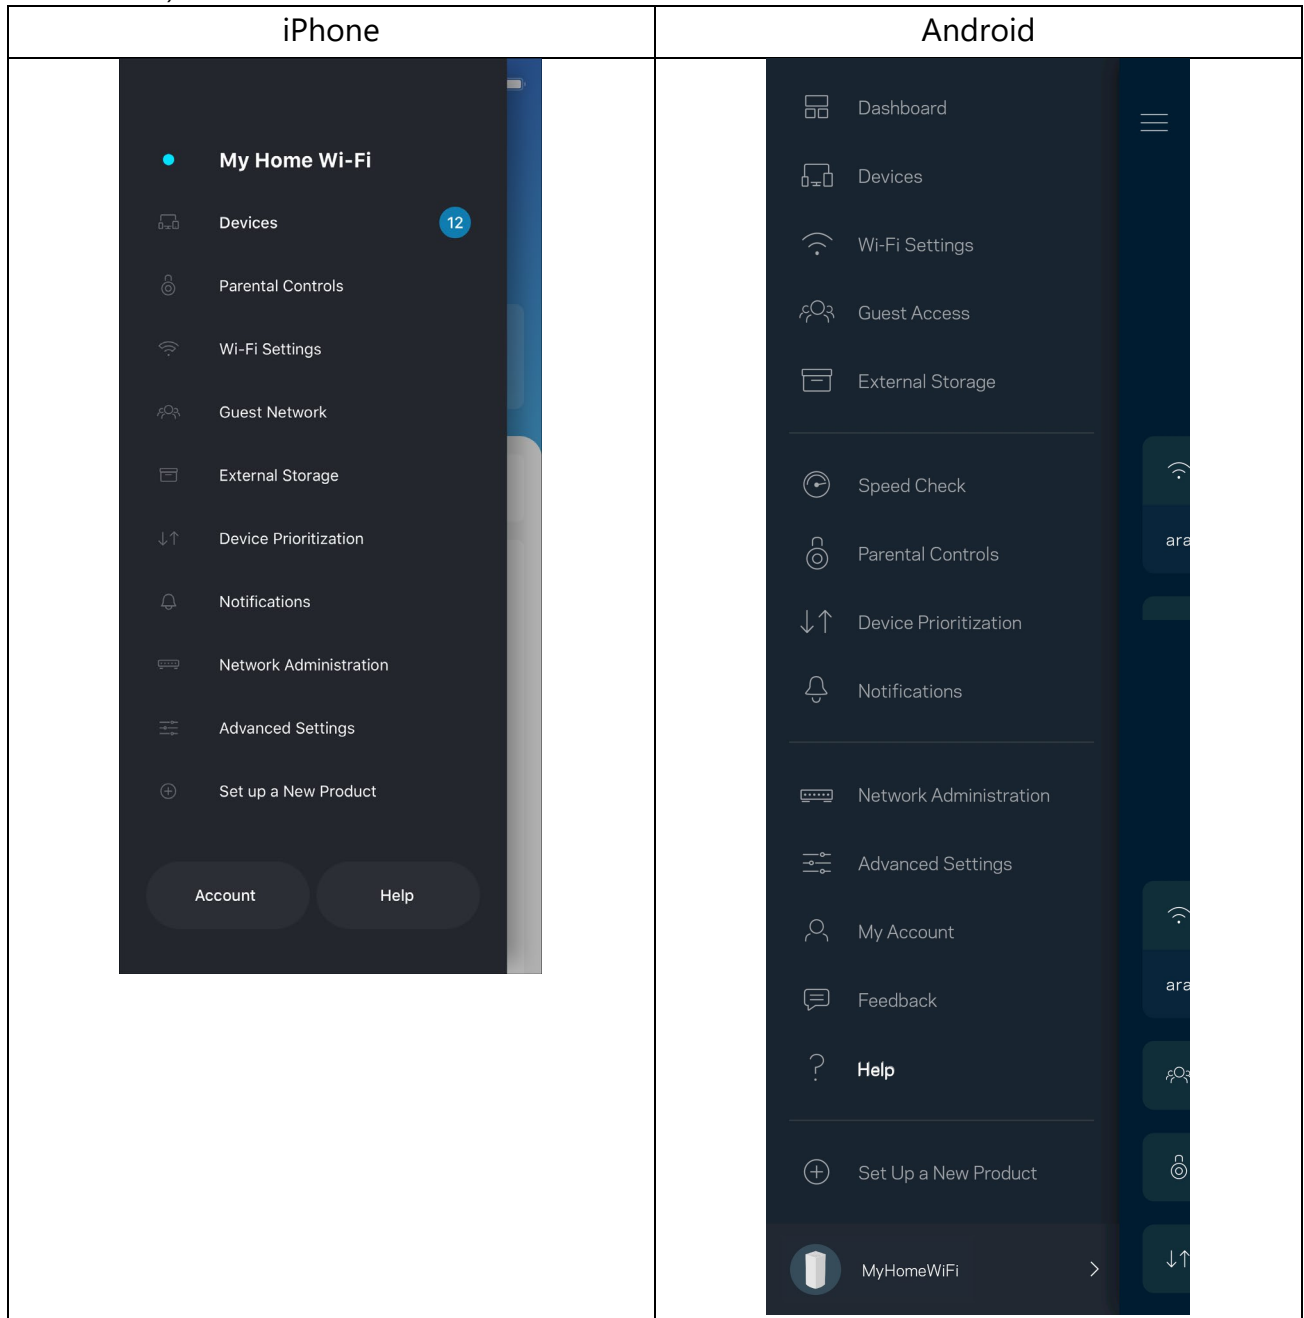 iPhone
Android
My Home Wi-Fi
Devices
12
Parental Controls
Wi-Fi Settings
Guest Network
External Storage
Device Prioritization
Notifications
Network Administration
Advanced Settings
Set up a New Product
Account
Help
Dashboard
Devices
Wi-Fi Settings
Guest Access
External Storage
Speed Check
Parental Controls
Device Prioritization
Notifications
Network Administration
Advanced Settings
My Account
Feedback
Help
Set Up a New Product
MyHomeWiFi
ara
ara